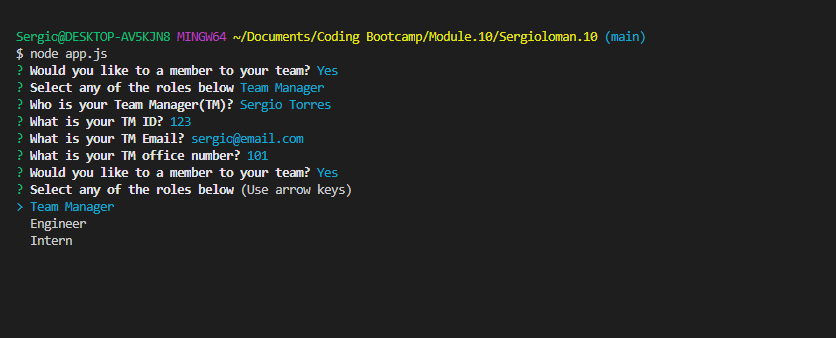 Sergio@DESKTOP-AV5KJN8 MINGW64 ~/Documents/Coding Bootcamp/Module.10/Sergioloman.10 (main)
$ node app.js
? Would you like to a member to your team? Yes
? Select any of the roles below Team Manager
? Who is your Team Manager(TM)? Sergio Torres
? What is your TM ID? 123
? What is your TM Email? sergio@email.com
? What is your TM office number? 101
? Would you like to a member to your team? Yes
? Select any of the roles below (Use arrow keys)
> Team Manager
Engineer
Intern